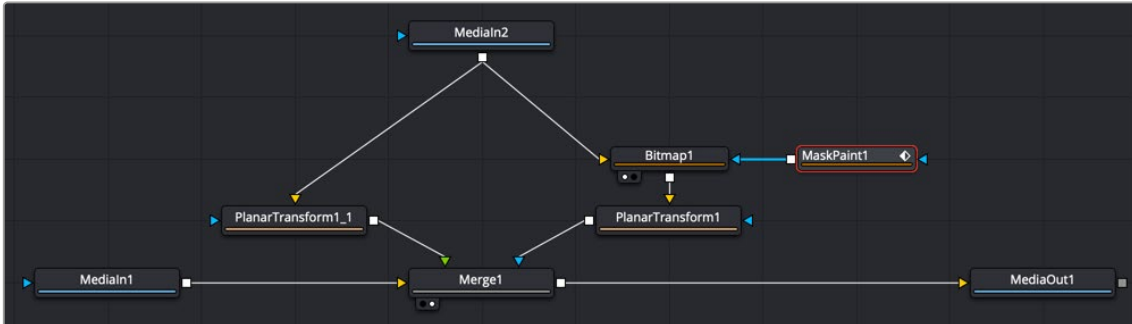 MediaIn2
Bitmap1
MaskPaint1
PlanarTransform1_1
PlanarTransform1
MediaIn1
Merge1
MediaOut1